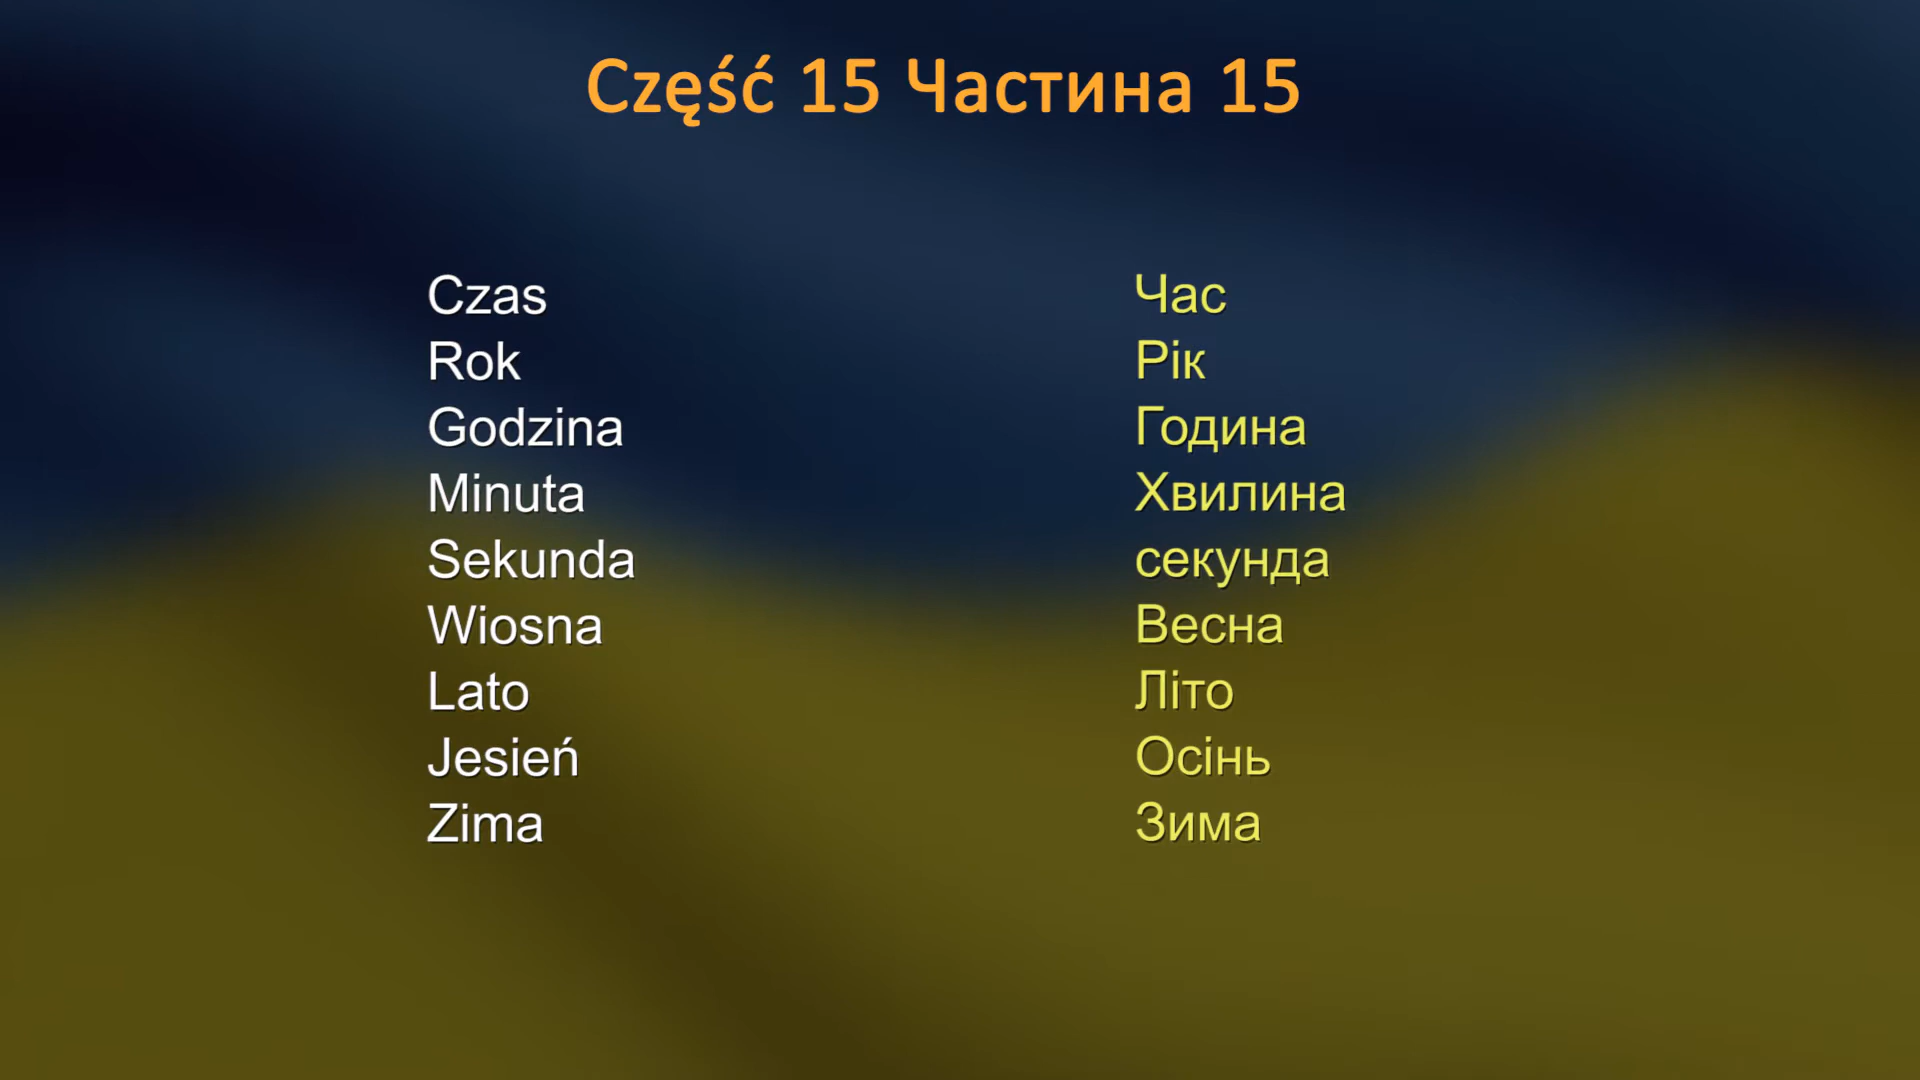 Część 15 Частина 15
Czas Час
Rok Рік
Godzina Година
Minuta Хвилина
Sekunda секунда
Wiosna Весна
Lato Літо
Jesień Осінь
Zima Зима